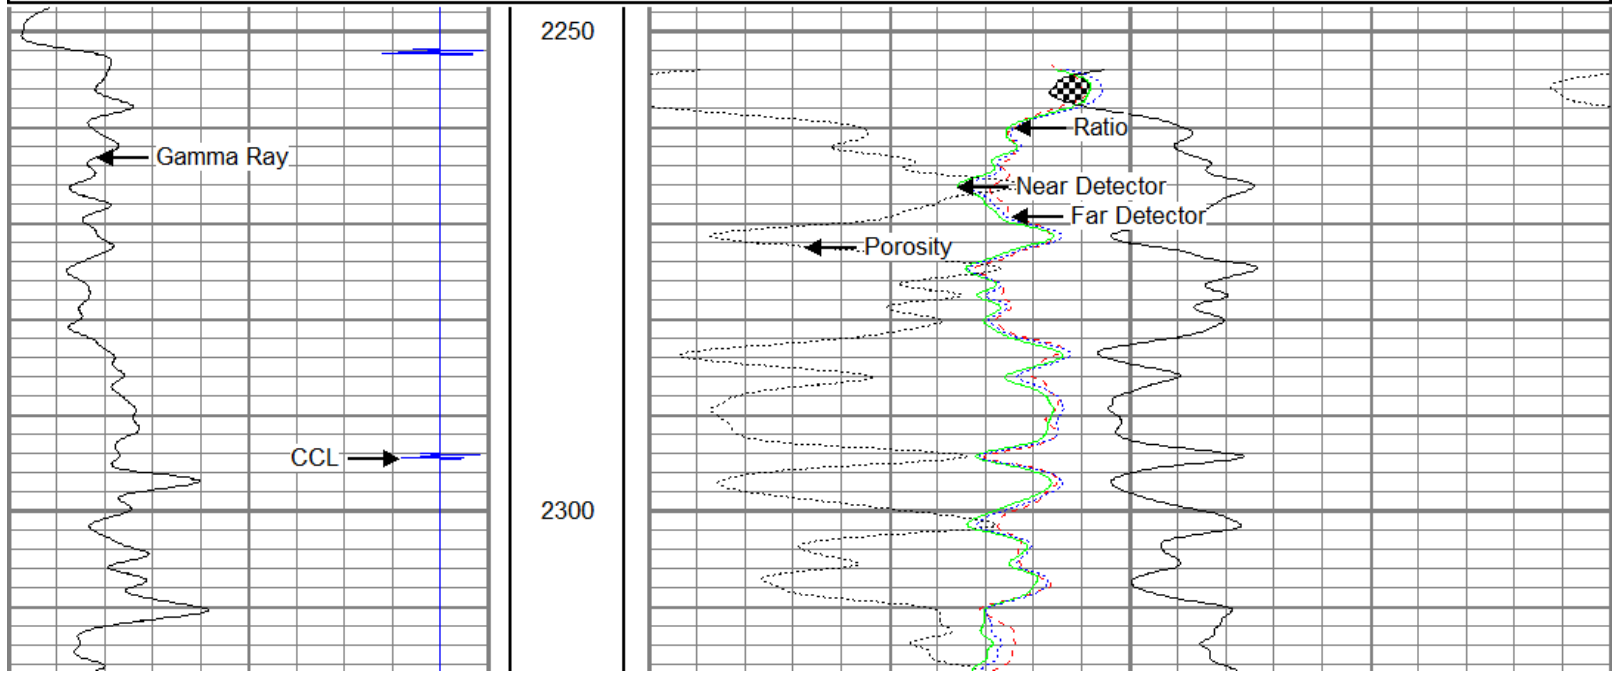 2250
Ratio
Gamma Ray
Near Detector
Far Detector
Porosity
CCL
2300